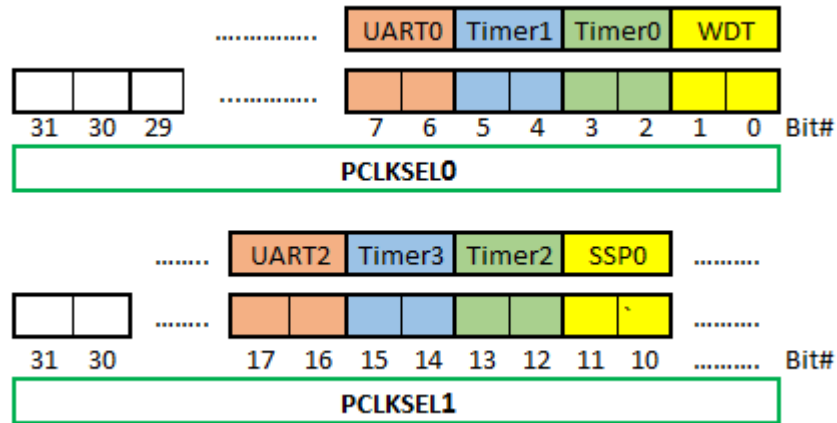 .............. UART0 Timer1 Timer0 WDT
..............
31 30 29 7 6 5 4 3 2 1 0 Bit#
PCLKSEL0
........ UART2 Timer3 Timer2 SSP0 ..........
........ ` ..........
31 30 17 16 15 14 13 12 11 10 .......... Bit#
PCLKSEL1